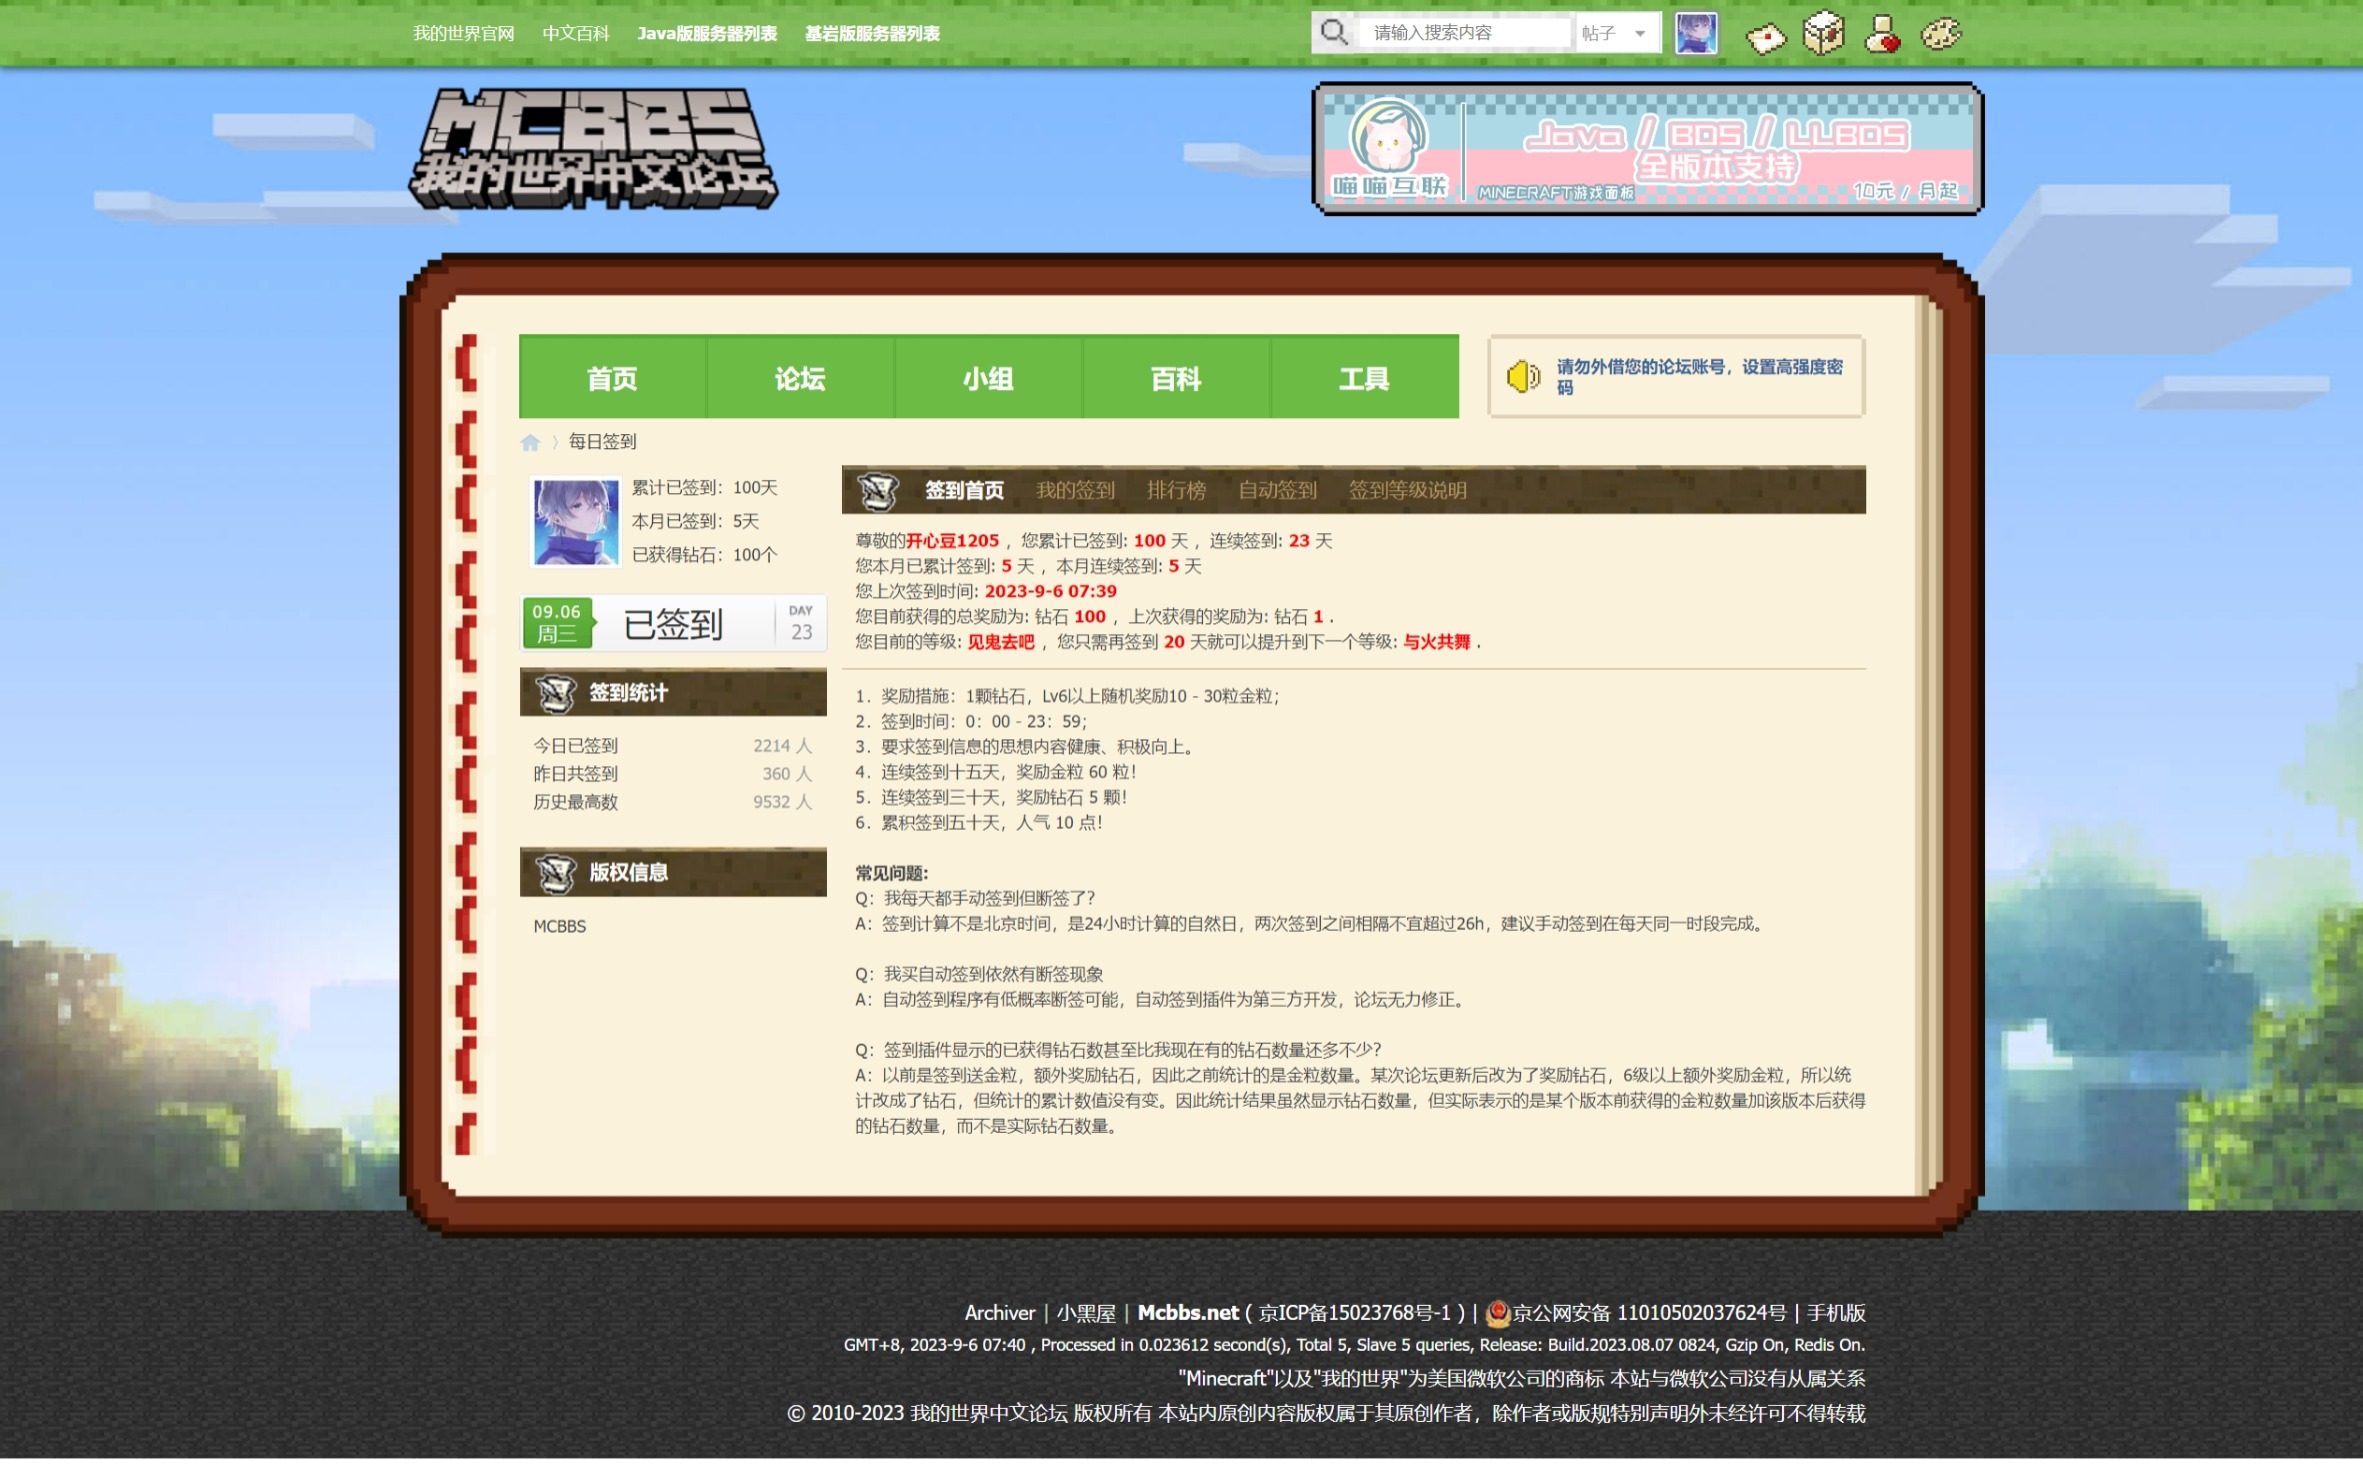 我的世界官网 中文百科 Java版服务器列表 基岩版服务器列表
请输入搜索内容 帖子
MCBBS
我的世界中文论坛
喵喵互联
Java / BDS / LLBDS
全版本支持
MINECRAFT游戏面板
10元 / 月起
首页 论坛 小组 百科 工具
请勿外借您的论坛账号，设置高强度密
码
〉 每日签到
累计已签到：100天
本月已签到：5天
已获得钻石：100个
09.06
周三
已签到
DAY
23
签到统计
今日已签到 2214 人
昨日共签到 360 人
历史最高数 9532 人
版权信息
MCBBS
签到首页 我的签到 排行榜 自动签到 签到等级说明
尊敬的开心豆1205 ，您累计已签到: 100 天 ，连续签到: 23 天
您本月已累计签到: 5 天 ，本月连续签到: 5 天
您上次签到时间: 2023-9-6 07:39
您目前获得的总奖励为: 钻石 100 ，上次获得的奖励为: 钻石 1 .
您目前的等级: 见鬼去吧 ，您只需再签到 20 天就可以提升到下一个等级: 与火共舞 .
1．奖励措施：1颗钻石，Lv6以上随机奖励10 - 30粒金粒；
2．签到时间：0：00 - 23：59；
3．要求签到信息的思想内容健康、积极向上。
4．连续签到十五天，奖励金粒 60 粒！
5．连续签到三十天，奖励钻石 5 颗！
6．累积签到五十天，人气 10 点！
常见问题:
Q：我每天都手动签到但断签了？
A：签到计算不是北京时间，是24小时计算的自然日，两次签到之间相隔不宜超过26h，建议手动签到在每天同一时段完成。
Q：我买自动签到依然有断签现象
A：自动签到程序有低概率断签可能，自动签到插件为第三方开发，论坛无力修正。
Q：签到插件显示的已获得钻石数甚至比我现在有的钻石数量还多不少？
A：以前是签到送金粒，额外奖励钻石，因此之前统计的是金粒数量。某次论坛更新后改为了奖励钻石，6级以上额外奖励金粒，所以统
计改成了钻石，但统计的累计数值没有变。因此统计结果虽然显示钻石数量，但实际表示的是某个版本前获得的金粒数量加该版本后获得
的钻石数量，而不是实际钻石数量。
Archiver | 小黑屋 | Mcbbs.net ( 京ICP备15023768号-1 ) | 京公网安备 11010502037624号 | 手机版
GMT+8, 2023-9-6 07:40 , Processed in 0.023612 second(s), Total 5, Slave 5 queries, Release: Build.2023.08.07 0824, Gzip On, Redis On.
"Minecraft"以及"我的世界"为美国微软公司的商标 本站与微软公司没有从属关系
© 2010-2023 我的世界中文论坛 版权所有 本站内原创内容版权属于其原创作者，除作者或版规特别声明外未经许可不得转载